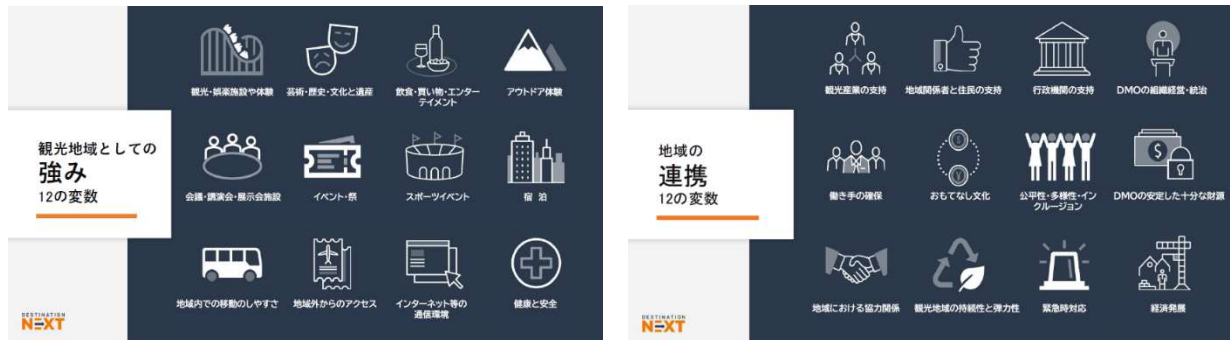 観光地域としての
強み
12の変数
観光・娯楽施設や体験
芸術・歴史・文化と遺産
飲食・買い物・エンター
テイメント
アウトドア体験
会議・講演会・展示会施設
イベント・祭
スポーツイベント
宿 泊
地域内での移動のしやすさ
地域外からのアクセス
インターネット等の
通信環境
健康と安全
DESTINATION
NEXT
地域の
連携
12の変数
観光産業の支持
地域関係者と住民の支持
行政機関の支持
DMOの組織経営・統治
働き手の確保
おもてなし文化
公平性・多様性・イン
クルージョン
DMOの安定した十分な財源
地域における協力関係
観光地域の持続性と弾力性
緊急時対応
経済発展
DESTINATION
NEXT